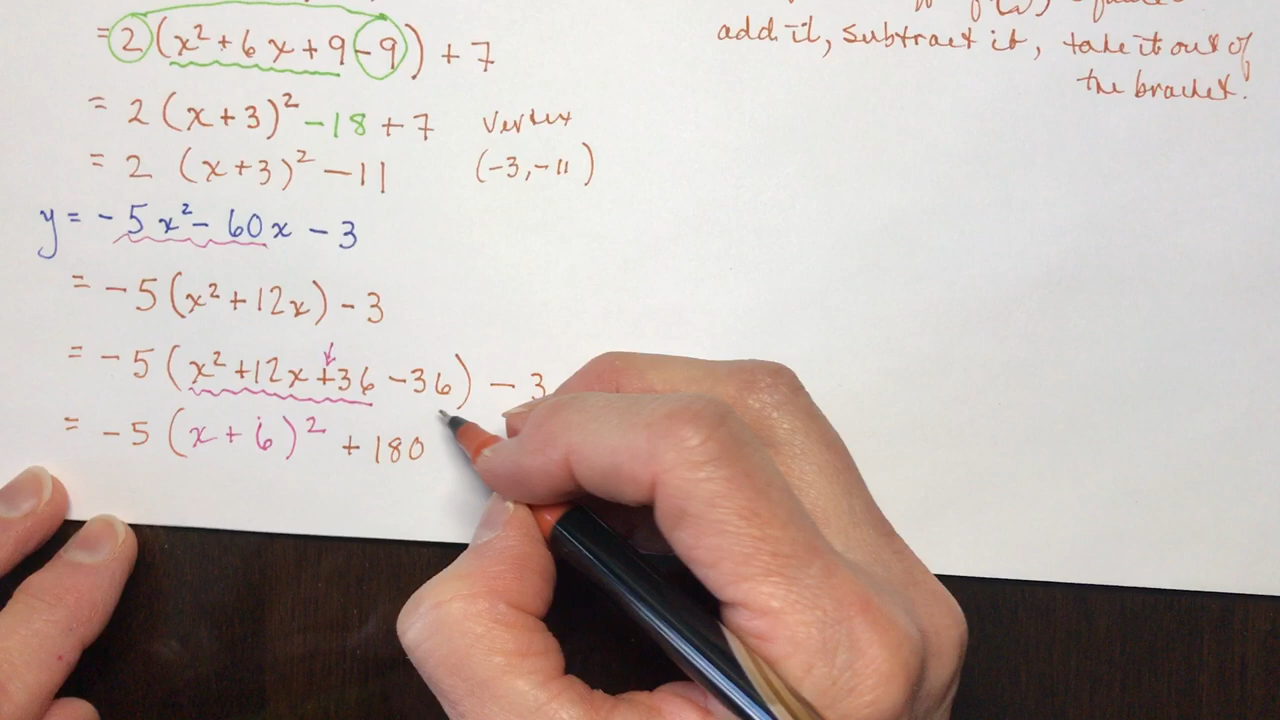 = 2 (x² + 6x + 9 - 9) + 7
= 2 (x+3)² - 18 + 7
= 2 (x+3)² - 11
vertex
(-3, -11)
y = -5x² - 60x - 3
= -5(x² + 12x) - 3
= -5(x² + 12x + 36 - 36) - 3
= -5(x + 6)² + 180
add it, subtract it, take it out of
the bracket.